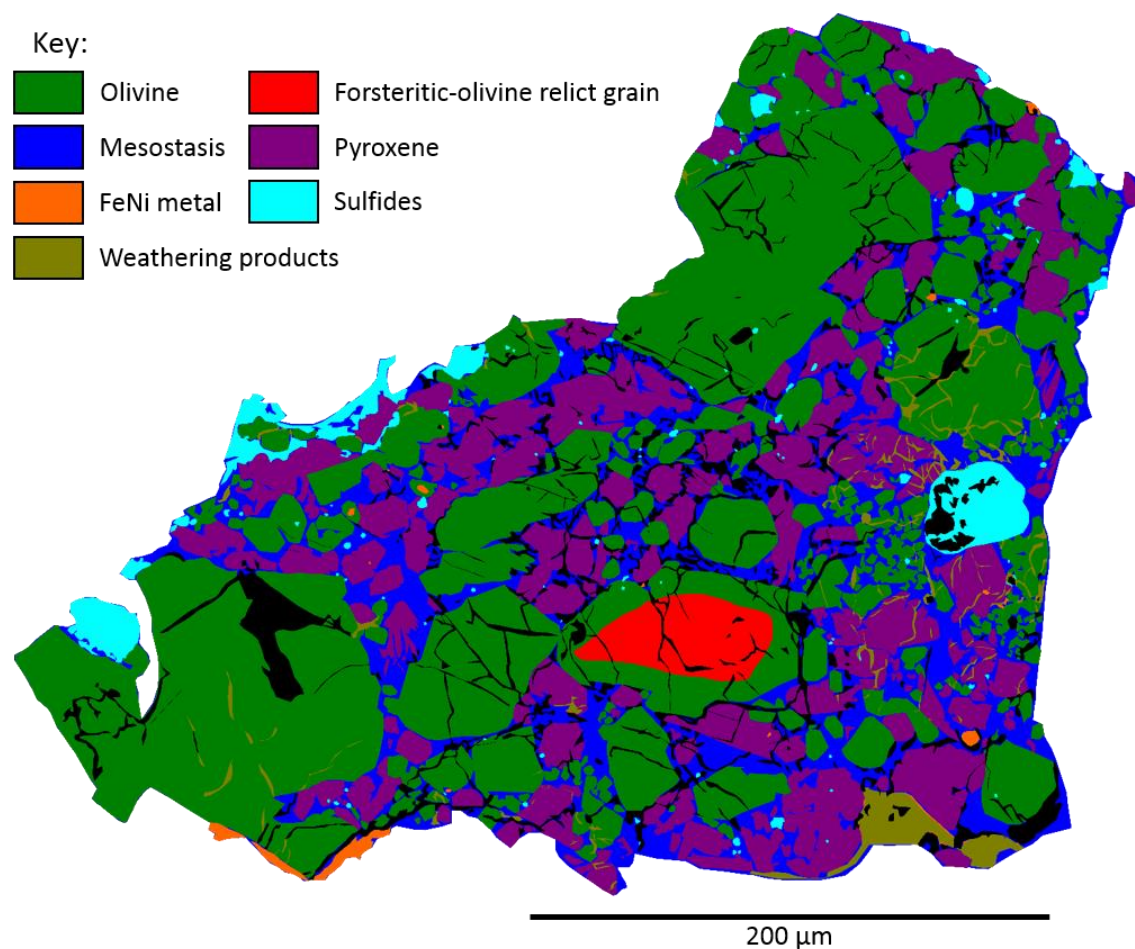 Key:
Olivine
Forsteritic-olivine relict grain
Mesostasis
Pyroxene
FeNi metal
Sulfides
Weathering products
200 µm